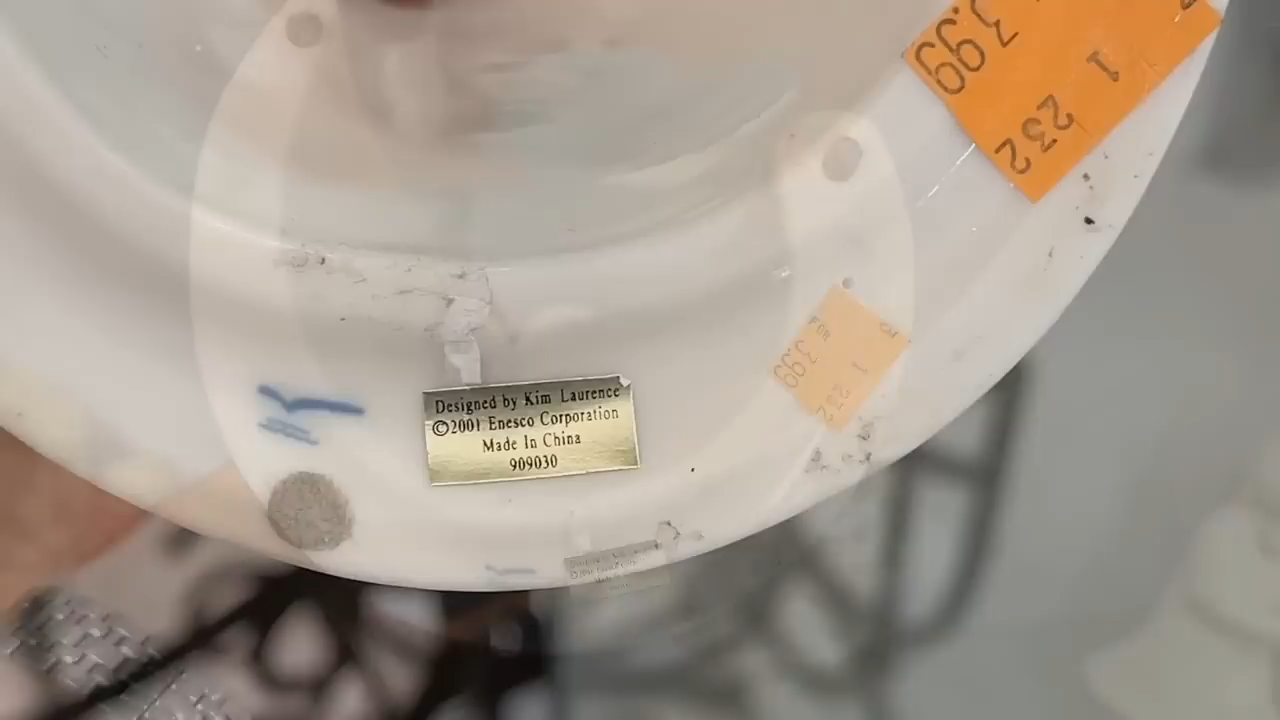 3.99
1
232
FOR
3.99
1
232
Designed by Kim Laurence
©2001 Enesco Corporation
Made In China
909030